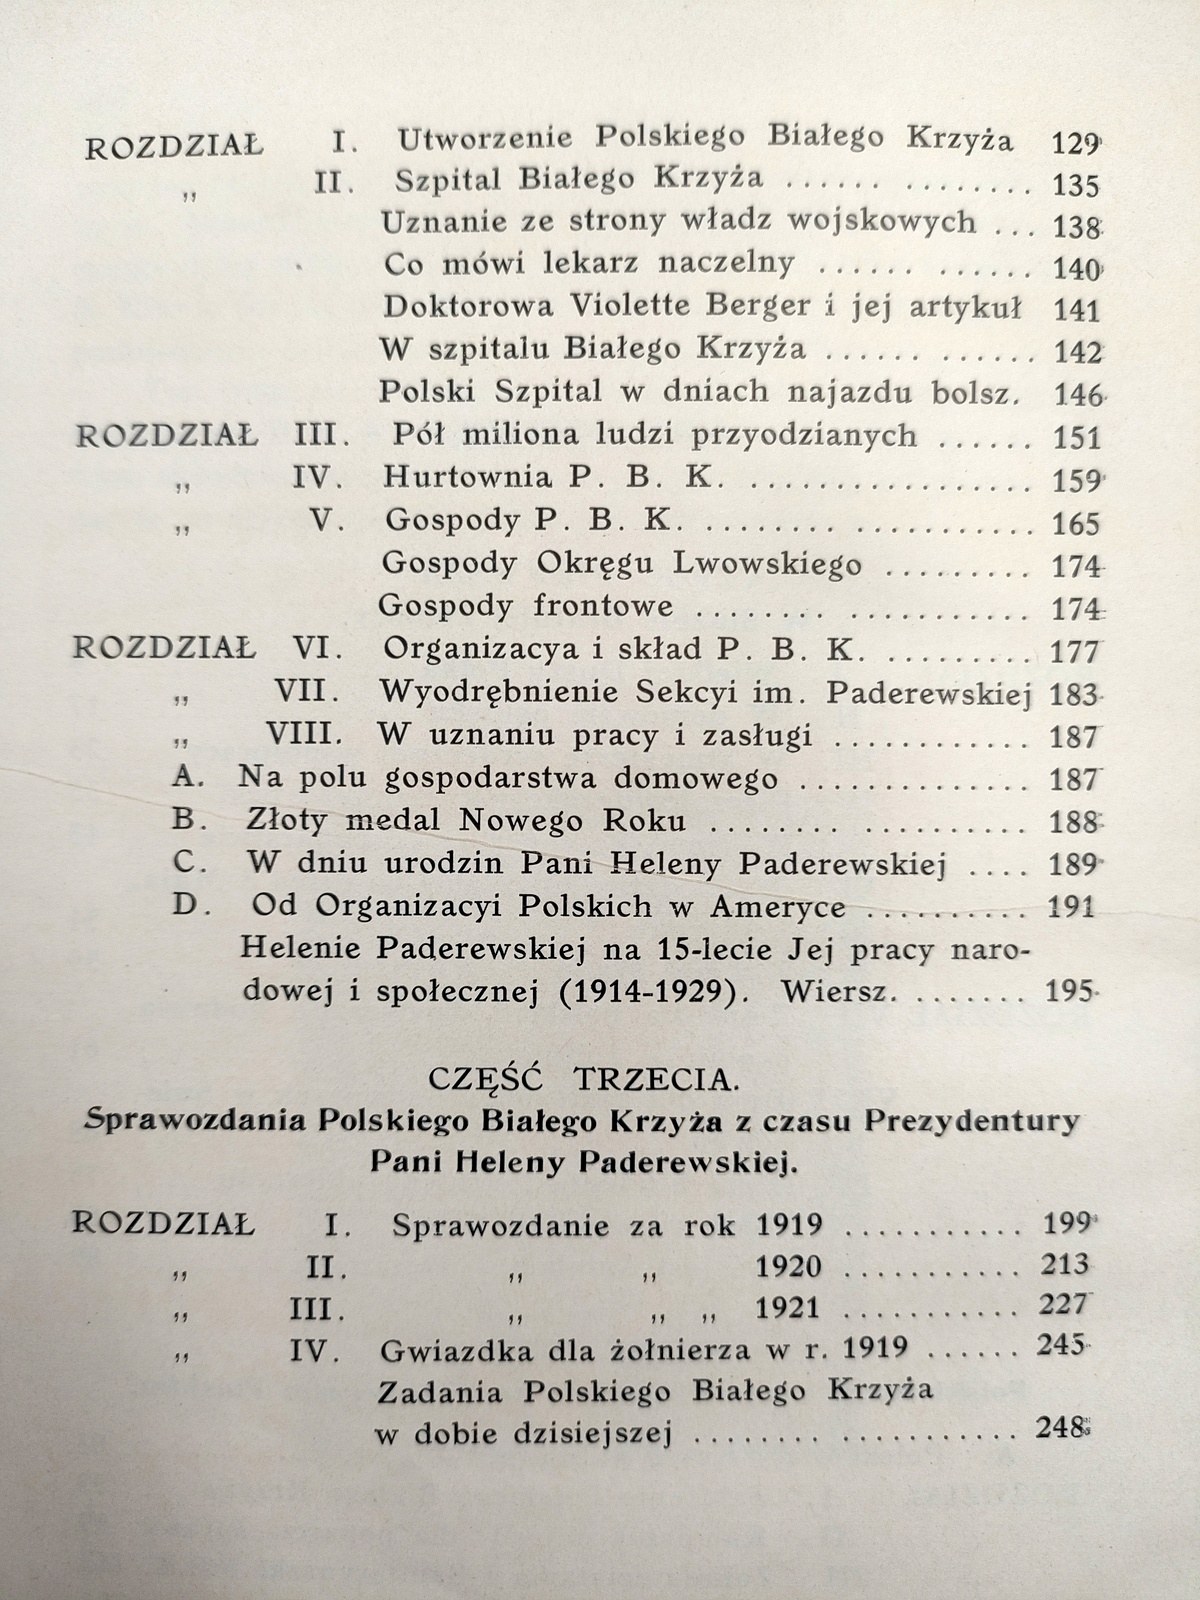 ROZDZIAŁ I. Utworzenie Polskiego Białego Krzyża 129
„ II. Szpital Białego Krzyża ...... ........ 135
Uznanie ze strony władz wojskowych ... 138
Co mówi lekarz naczelny ...... ...... 140
Doktorowa Violette Berger i jej artykuł 141
W szpitalu Białego Krzyża ...... ...... 142
Polski Szpital w dniach najazdu bolsz. 146
ROZDZIAŁ III. Pół miliona ludzi przyodzianych ...... 151
„ IV. Hurtownia P. B. K. ................. 159
„ V. Gospody P. B. K. ........ ........... 165
Gospody Okręgu Lwowskiego ......... 174
Gospody frontowe ........ ........... 174
ROZDZIAŁ VI. Organizacya i skład P. B. K. ......... 177
„ VII. Wyodrębnienie Sekcyi im. Paderewskiej 183
„ VIII. W uznaniu pracy i zasługi ............ 187
A. Na polu gospodarstwa domowego .............. 187
B. Złoty medal Nowego Roku ........ .......... 188
C. W dniu urodzin Pani Heleny Paderewskiej .... 189
D. Od Organizacyi Polskich w Ameryce .......... 191
Helenie Paderewskiej na 15-lecie Jej pracy naro-
dowej i społecznej (1914-1929). Wiersz. ....... 195
CZĘŚĆ TRZECIA.
Sprawozdania Polskiego Białego Krzyża z czasu Prezydentury
Pani Heleny Paderewskiej.
ROZDZIAŁ I. Sprawozdanie za rok 1919 ........... 199
„ II. „ „ 1920 ........... 213
„ III. „ „ „ 1921 ........... 227
„ IV. Gwiazdka dla żołnierza w r. 1919 ...... 245
Zadania Polskiego Białego Krzyża
w dobie dzisiejszej ........ ........... 248